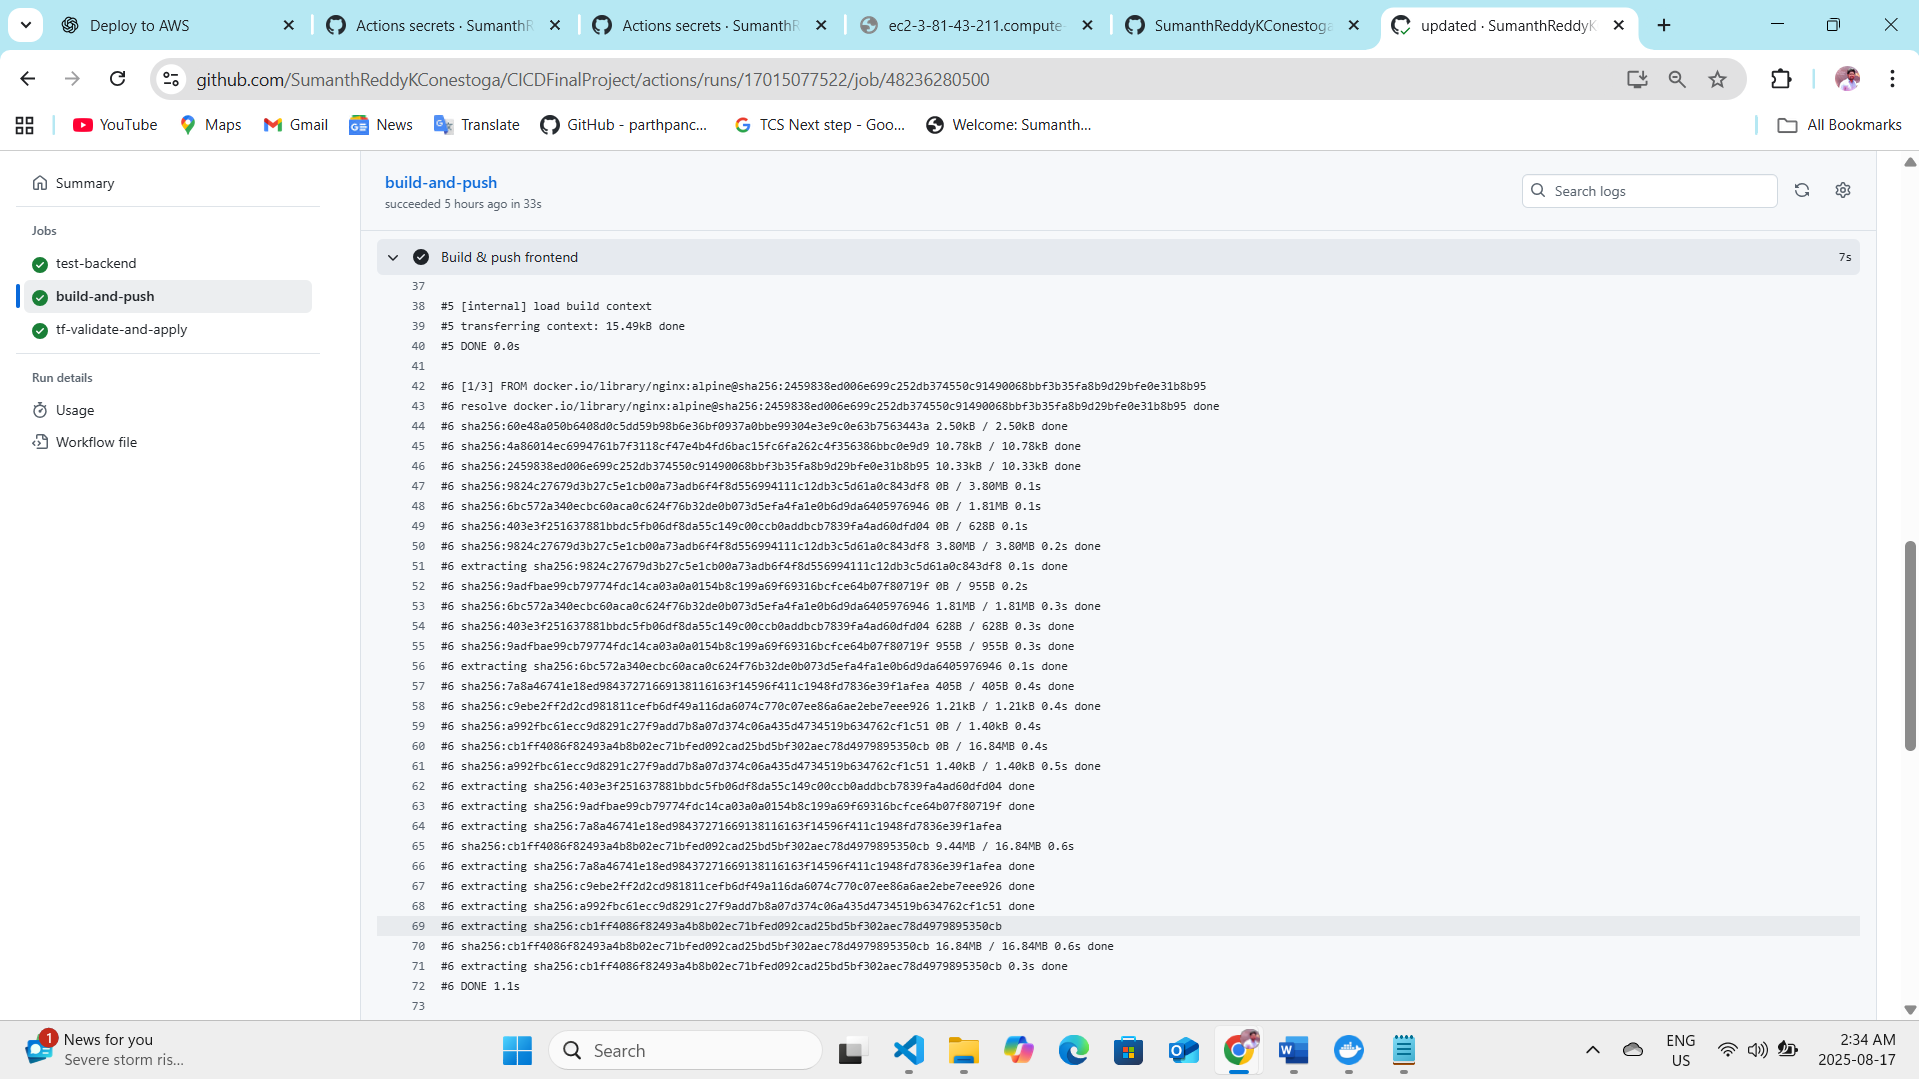 Deploy to AWS
Actions secrets · SumanthR
Actions secrets · SumanthR
ec2-3-81-43-211.compute-
SumanthReddyKConestoga
updated · SumanthReddyK
github.com/SumanthReddyKConestoga/CICDFinalProject/actions/runs/17015077522/job/48236280500
YouTube
Maps
Gmail
News
Translate
GitHub - parthpanc...
TCS Next step - Goo...
Welcome: Sumanth...
All Bookmarks
Summary
Jobs
test-backend
build-and-push
tf-validate-and-apply
Run details
Usage
Workflow file
build-and-push
succeeded 5 hours ago in 33s
Search logs
Build & push frontend
7s
37
38 #5 [internal] load build context
39 #5 transferring context: 15.49kB done
40 #5 DONE 0.0s
41
42 #6 [1/3] FROM docker.io/library/nginx:alpine@sha256:2459838ed006e699c252db374550c91490068bbf3b35fa8b9d29bfe0e31b8b95
43 #6 resolve docker.io/library/nginx:alpine@sha256:2459838ed006e699c252db374550c91490068bbf3b35fa8b9d29bfe0e31b8b95 done
44 #6 sha256:60e48a050b6408d0c5dd59b98b6e36bf0937a0bbe99304e3e9c0e63b7563443a 2.50kB / 2.50kB done
45 #6 sha256:4a86014ec6994761b7f3118cf47e4b4fd6bac15fc6fa262c4f356386bbc0e9d9 10.78kB / 10.78kB done
46 #6 sha256:2459838ed006e699c252db374550c91490068bbf3b35fa8b9d29bfe0e31b8b95 10.33kB / 10.33kB done
47 #6 sha256:9824c27679d3b27c5e1cb00a73adb6f4f8d556994111c12db3c5d61a0c843df8 0B / 3.80MB 0.1s
48 #6 sha256:6bc572a340ecbc60aca0c624f76b32de0b073d5efa4fa1e0b6d9da6405976946 0B / 1.81MB 0.1s
49 #6 sha256:403e3f251637881bbdc5fb06df8da55c149c00ccb0addbcb7839fa4ad60dfd04 0B / 628B 0.1s
50 #6 sha256:9824c27679d3b27c5e1cb00a73adb6f4f8d556994111c12db3c5d61a0c843df8 3.80MB / 3.80MB 0.2s done
51 #6 extracting sha256:9824c27679d3b27c5e1cb00a73adb6f4f8d556994111c12db3c5d61a0c843df8 0.1s done
52 #6 sha256:9adfbae99cb79774fdc14ca03a0a0154b8c199a69f69316bcfce64b07f80719f 0B / 955B 0.2s
53 #6 sha256:6bc572a340ecbc60aca0c624f76b32de0b073d5efa4fa1e0b6d9da6405976946 1.81MB / 1.81MB 0.3s done
54 #6 sha256:403e3f251637881bbdc5fb06df8da55c149c00ccb0addbcb7839fa4ad60dfd04 628B / 628B 0.3s done
55 #6 sha256:9adfbae99cb79774fdc14ca03a0a0154b8c199a69f69316bcfce64b07f80719f 955B / 955B 0.3s done
56 #6 extracting sha256:6bc572a340ecbc60aca0c624f76b32de0b073d5efa4fa1e0b6d9da6405976946 0.1s done
57 #6 sha256:7a8a46741e18ed98437271669138116163f14596f411c1948fd7836e39f1afea 405B / 405B 0.4s done
58 #6 sha256:c9ebe2ff2d2cd981811cefb6df49a116da6074c770c07ee86a6ae2ebe7eee926 1.21kB / 1.21kB 0.4s done
59 #6 sha256:a992fbc61ecc9d8291c27f9add7b8a07d374c06a435d4734519b634762cf1c51 0B / 1.40kB 0.4s
60 #6 sha256:cb1ff4086f82493a4b8b02ec71bfed092cad25bd5bf302aec78d4979895350cb 0B / 16.84MB 0.4s
61 #6 sha256:a992fbc61ecc9d8291c27f9add7b8a07d374c06a435d4734519b634762cf1c51 1.40kB / 1.40kB 0.5s done
62 #6 extracting sha256:403e3f251637881bbdc5fb06df8da55c149c00ccb0addbcb7839fa4ad60dfd04 done
63 #6 extracting sha256:9adfbae99cb79774fdc14ca03a0a0154b8c199a69f69316bcfce64b07f80719f done
64 #6 extracting sha256:7a8a46741e18ed98437271669138116163f14596f411c1948fd7836e39f1afea
65 #6 sha256:cb1ff4086f82493a4b8b02ec71bfed092cad25bd5bf302aec78d4979895350cb 9.44MB / 16.84MB 0.6s
66 #6 extracting sha256:7a8a46741e18ed98437271669138116163f14596f411c1948fd7836e39f1afea done
67 #6 extracting sha256:c9ebe2ff2d2cd981811cefb6df49a116da6074c770c07ee86a6ae2ebe7eee926 done
68 #6 extracting sha256:a992fbc61ecc9d8291c27f9add7b8a07d374c06a435d4734519b634762cf1c51 done
69 #6 extracting sha256:cb1ff4086f82493a4b8b02ec71bfed092cad25bd5bf302aec78d4979895350cb
70 #6 sha256:cb1ff4086f82493a4b8b02ec71bfed092cad25bd5bf302aec78d4979895350cb 16.84MB / 16.84MB 0.6s done
71 #6 extracting sha256:cb1ff4086f82493a4b8b02ec71bfed092cad25bd5bf302aec78d4979895350cb 0.3s done
72 #6 DONE 1.1s
73
1
News for you
Severe storm ris...
Search
ENG
US
2:34 AM
2025-08-17